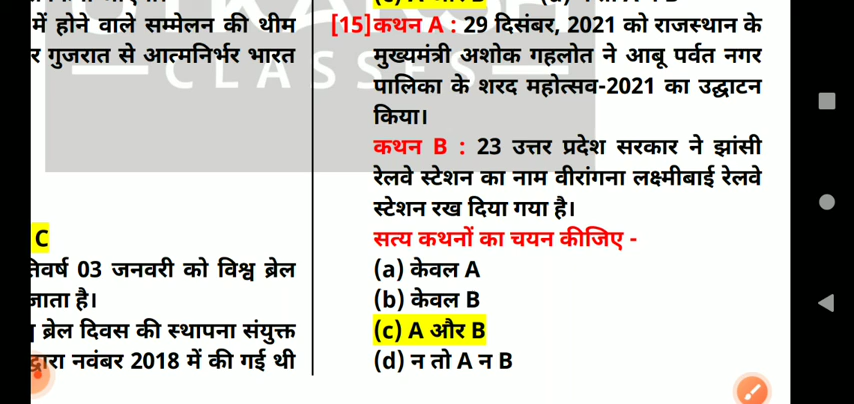 में होने वाले सम्मेलन की थीम
र गुजरात से आत्मनिर्भर भारत
CLASSES
C
03 जनवरी को विश्व ब्रेल
जाता है।
ब्रेल दिवस की स्थापना संयुक्त
द्वारा नवंबर 2018 में की गई थी
[15] कथन A : 29 दिसंबर, 2021 को राजस्थान के
मुख्यमंत्री अशोक गहलोत ने आबू पर्वत नगर
पालिका के शरद महोत्सव-2021 का उद्घाटन
किया।
कथन B : 23 उत्तर प्रदेश सरकार ने झांसी
रेलवे स्टेशन का नाम वीरांगना लक्ष्मीबाई रेलवे
स्टेशन रख दिया गया है।
सत्य कथनों का चयन कीजिए -
(a) केवल A
(b) केवल B
(c) A और B
(d) न तो A न B